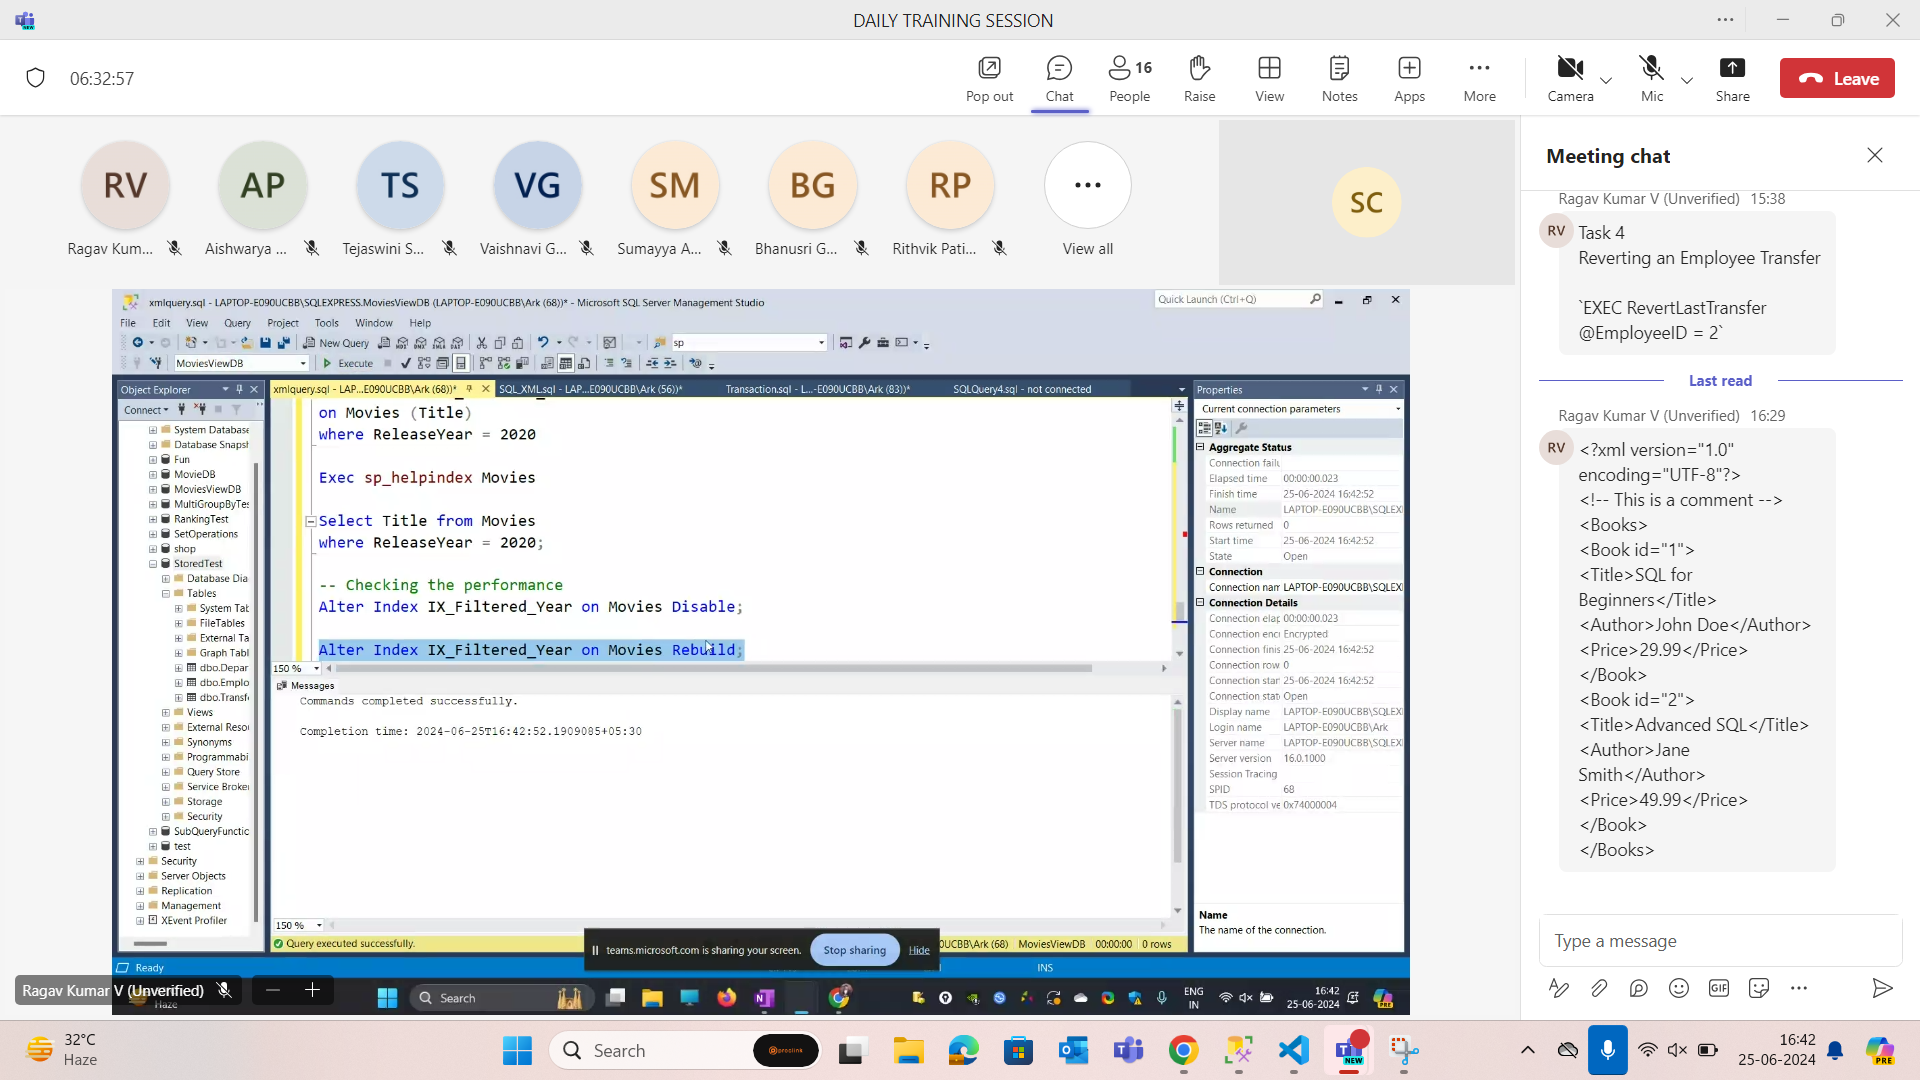 DAILY TRAINING SESSION
06:32:57
Pop out
Chat
16
People
Raise
View
Notes
Apps
More
Camera
Mic
Share
Leave
RV
AP
TS
VG
SM
BG
RP
SC
Ragav Kum...
Aishwarya ...
Tejaswini S...
Vaishnavi G...
Sumayya A...
Bhanusri G...
Rithvik Pati...
View all
xmlquery.sql - LAPTOP-E090UCBB\SQLEXPRESS.MoviesViewDB (LAPTOP-E090UCBB\Ark (68))* - Microsoft SQL Server Management Studio
Quick Launch (Ctrl+Q)
File Edit View Query Project Tools Window Help
New Query
sp
MoviesViewDB
Execute
Object Explorer
Connect
System Database
Database Snapsh
Fun
MovieDB
MoviesViewDB
MultiGroupByTes
RankingTest
SetOperations
shop
StoredTest
Database Dia
Tables
System Tab
FileTables
External Ta
Graph Tabl
dbo.Depar
dbo.Emplo
dbo.Transf
Views
External Resou
Synonyms
Programmabi
Query Store
Service Broke
Storage
Security
SubQueryFunctic
test
Security
Server Objects
Replication
Management
XEvent Profiler
xmlquery.sql - LAP...E090UCBB\Ark (68))*
SQL_XML.sql - LAP...E090UCBB\Ark (56))*
Transaction.sql - L...-E090UCBB\Ark (83))*
SQLQuery4.sql - not connected
on Movies (Title)
where ReleaseYear = 2020
Exec sp_helpindex Movies
Select Title from Movies
where ReleaseYear = 2020;
-- Checking the performance
Alter Index IX_Filtered_Year on Movies Disable;
Alter Index IX_Filtered_Year on Movies Rebuild;
150 %
Messages
Commands completed successfully.
Completion time: 2024-06-25T16:42:52.1909085+05:30
150 %
Query executed successfully.
UCBB\Ark (68)
MoviesViewDB
00:00:00
0 rows
Properties
Current connection parameters
Aggregate Status
Connection failu
Elapsed time 00:00:00.023
Finish time 25-06-2024 16:42:52
Name LAPTOP-E090UCBB\SQLEXI
Rows returned 0
Start time 25-06-2024 16:42:52
State Open
Connection
Connection nam LAPTOP-E090UCBB\SQLEXI
Connection Details
Connection elap 00:00:00.023
Connection encr Encrypted
Connection finis 25-06-2024 16:42:52
Connection row 0
Connection star 25-06-2024 16:42:52
Connection stat Open
Display name LAPTOP-E090UCBB\SQLEXI
Login name LAPTOP-E090UCBB\Ark
Server name LAPTOP-E090UCBB\SQLEXI
Server version 16.0.1000
Session Tracing
SPID 68
TDS protocol ve 0x74000004
Name
The name of the connection.
teams.microsoft.com is sharing your screen.
Stop sharing
Hide
Ready
INS
Ragav Kumar V (Unverified)
Haze
Search
ENG
IN
16:42
25-06-2024
Meeting chat
Ragav Kumar V (Unverified) 15:38
RV
Task 4
Reverting an Employee Transfer
`EXEC RevertLastTransfer
@EmployeeID = 2`
Last read
Ragav Kumar V (Unverified) 16:29
RV
<?xml version="1.0"
encoding="UTF-8"?>
<!-- This is a comment -->
<Books>
<Book id="1">
<Title>SQL for
Beginners</Title>
<Author>John Doe</Author>
<Price>29.99</Price>
</Book>
<Book id="2">
<Title>Advanced SQL</Title>
<Author>Jane
Smith</Author>
<Price>49.99</Price>
</Book>
</Books>
Type a message
GIF
32°C
Haze
Search
proclink
NEW
16:42
25-06-2024
PRE